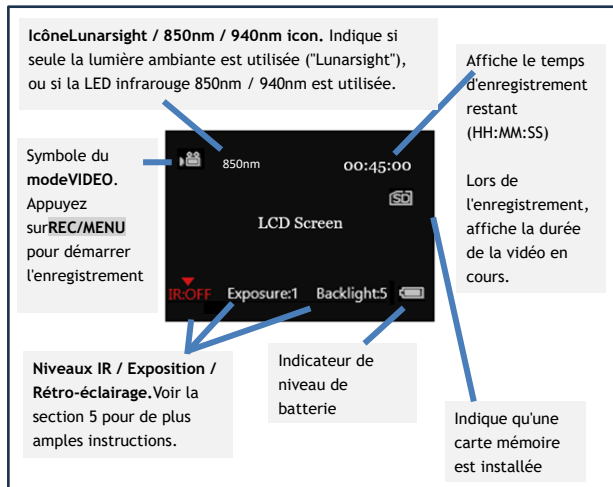 IcôneLunarsight / 850nm / 940nm icon. Indique si
seule la lumière ambiante est utilisée ("Lunarsight"),
ou si la LED infrarouge 850nm / 940nm est utilisée.
Affiche le temps
d'enregistrement
restant
(HH:MM:SS)
Lors de
l'enregistrement,
affiche la durée
de la vidéo en
cours.
Symbole du
modeVIDEO.
Appuyez
surREC/MENU
pour démarrer
l'enregistrement
850nm
00:45:00
SD
LCD Screen
IR:OFF Exposure:1 Backlight:5
Niveaux IR / Exposition /
Rétro-éclairage.Voir la
section 5 pour de plus
amples instructions.
Indicateur de
niveau de
batterie
Indique qu'une
carte mémoire
est installée